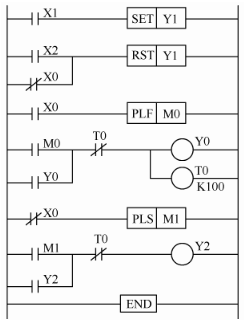 X1 SET Y1
X2 RST Y1
X0
X0 PLF M0
M0 T0 Y0
Y0 T0
K100
X0 PLS M1
M1 T0 Y2
Y2
END